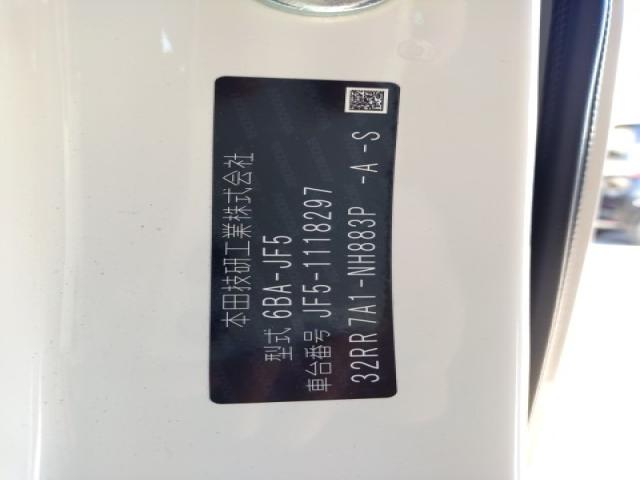 本田技研工業株式会社
型式 6BA-JF5
車台番号 JF5-1118297
32RR 7A1-NH883P -A -S